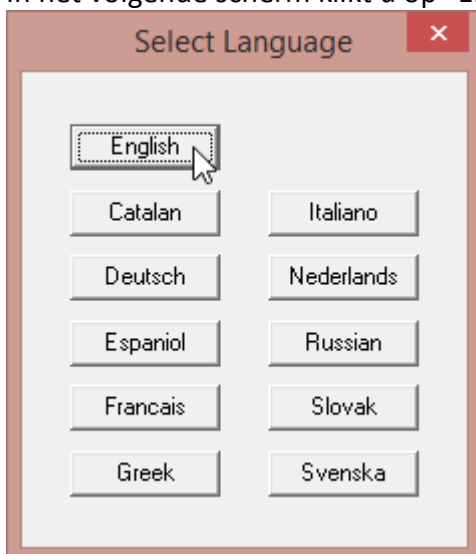 In het volgende scherm klikt u op
Select Language
English
Catalan Italiano
Deutsch Nederlands
Espaniol Russian
Francais Slovak
Greek Svenska